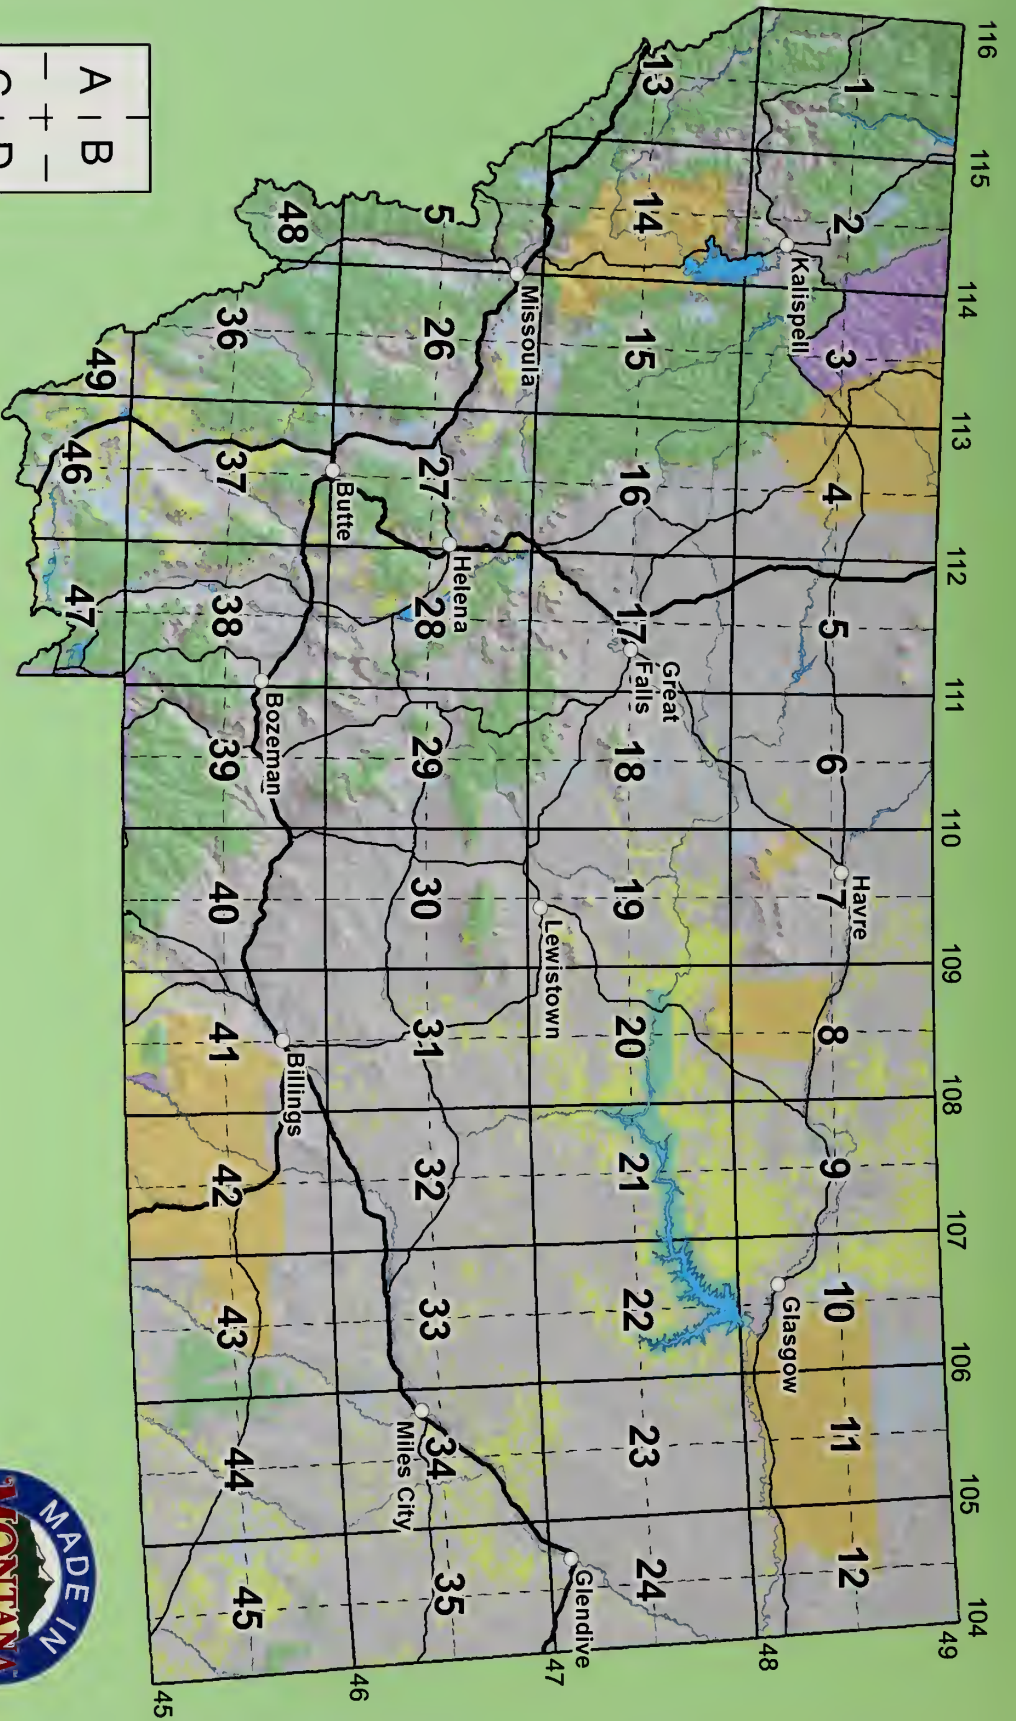 116 115 114 113 112 111 110 109 108 107 106 105 104
49
Havre
1 2 3 4 5 6 7 8 9 10 11 12
Kalispell
Glasgow
48
Great
Falls
13 14 15 16 17 18 19 20 21 22 23 24
Glendive
47
Missoula
Lewistown
Helena
5 26 27 28 29 30 31 32 33 34 35
Miles City
46
Butte
Billings
Bozeman
48 36 37 38 39 40 41 42 43 44 45
45
49 46 47
A B
C D
MADE IN
MONTANA